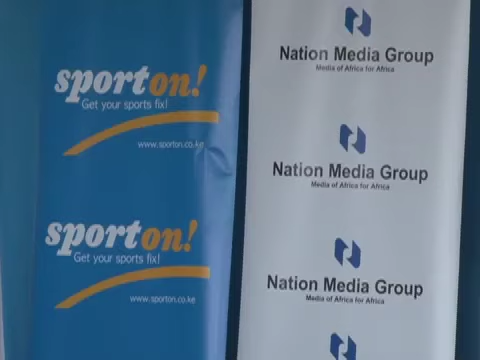 sporton!
Get your sports fix!
www.sporton.co.ke
sporton!
Get your sports fix!
www.sporton.co.ke
Nation Media Group
Media of Africa for Africa
Nation Media Group
Media of Africa for Africa
Nation Media Group
Media of Africa for Africa